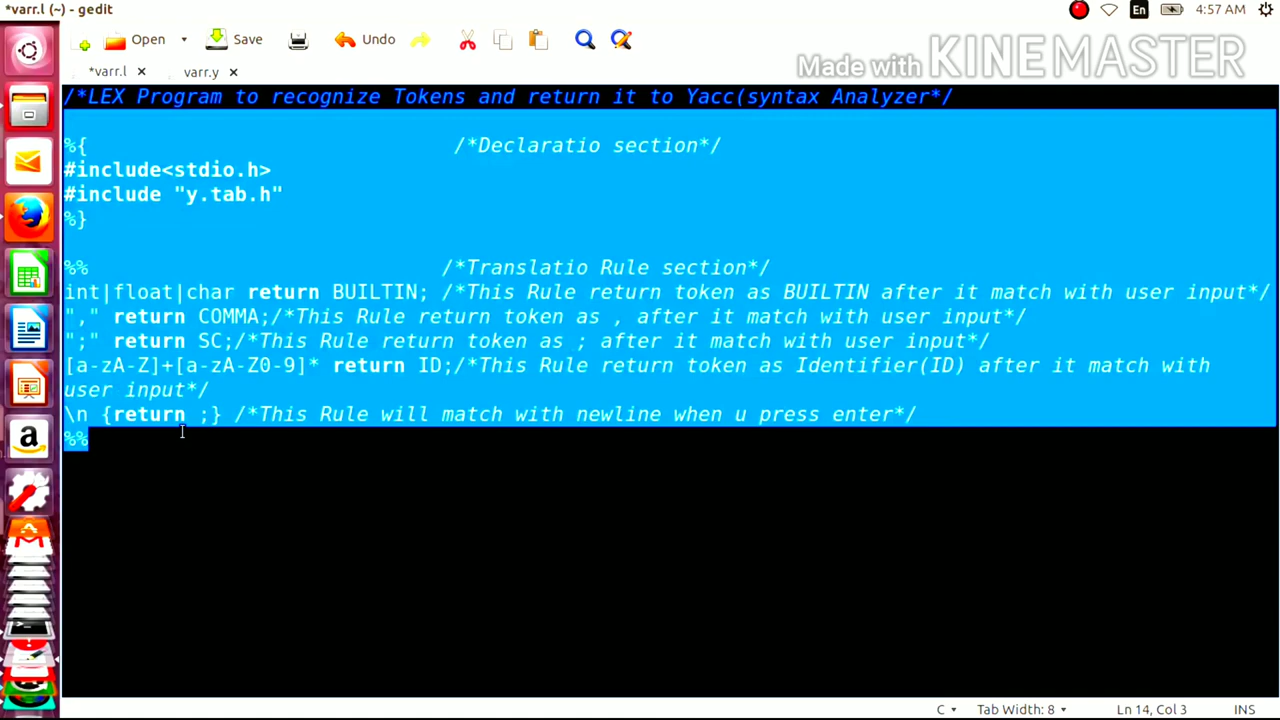 *varr.l (~) - gedit
En
4:57 AM
Open
Save
Undo
Made with KINEMASTER
*varr.l ×
varr.y ×
/*LEX Program to recognize Tokens and return it to Yacc(syntax Analyzer*/
%{ /*Declaratio section*/
#include<stdio.h>
#include "y.tab.h"
%}
%% /*Translatio Rule section*/
int|float|char return BUILTIN; /*This Rule return token as BUILTIN after it match with user input*/
"," return COMMA;/*This Rule return token as , after it match with user input*/
";" return SC;/*This Rule return token as ; after it match with user input*/
[a-zA-Z]+[a-zA-Z0-9]* return ID;/*This Rule return token as Identifier(ID) after it match with
user input*/
\n {return ;} /*This Rule will match with newline when u press enter*/
%%
C
Tab Width: 8
Ln 14, Col 3
INS